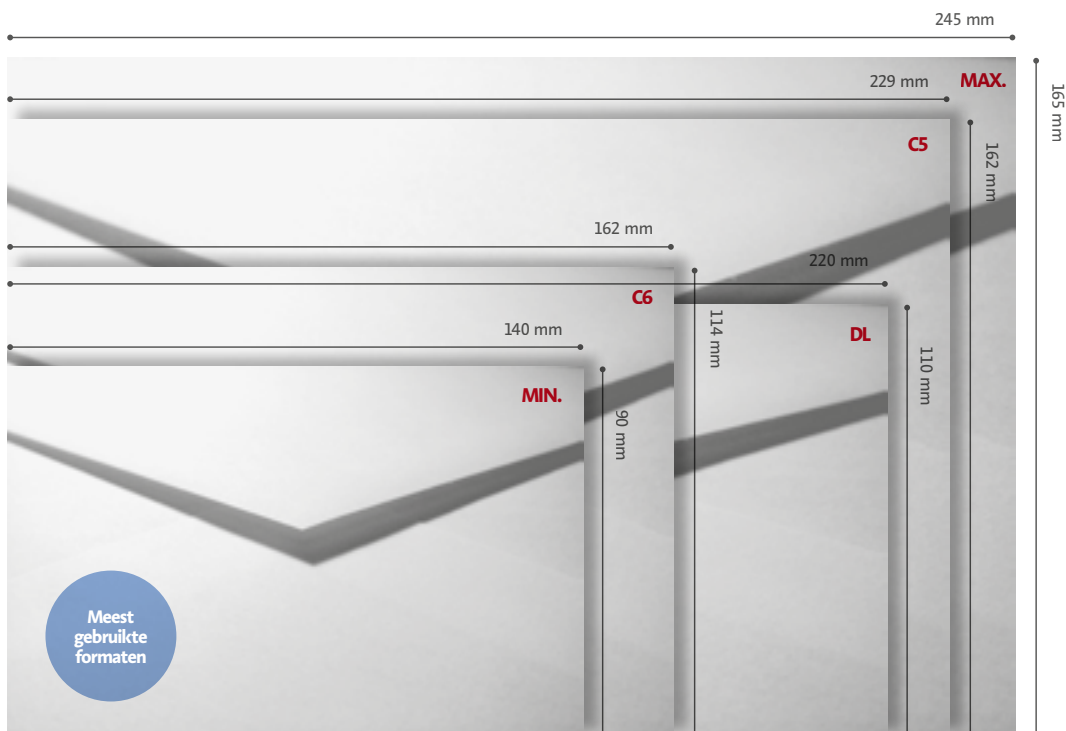 245 mm
MAX.
165 mm
229 mm
C5
162 mm
162 mm
220 mm
C6
114 mm
DL
110 mm
140 mm
MIN.
90 mm
Meest
gebruikte
formaten